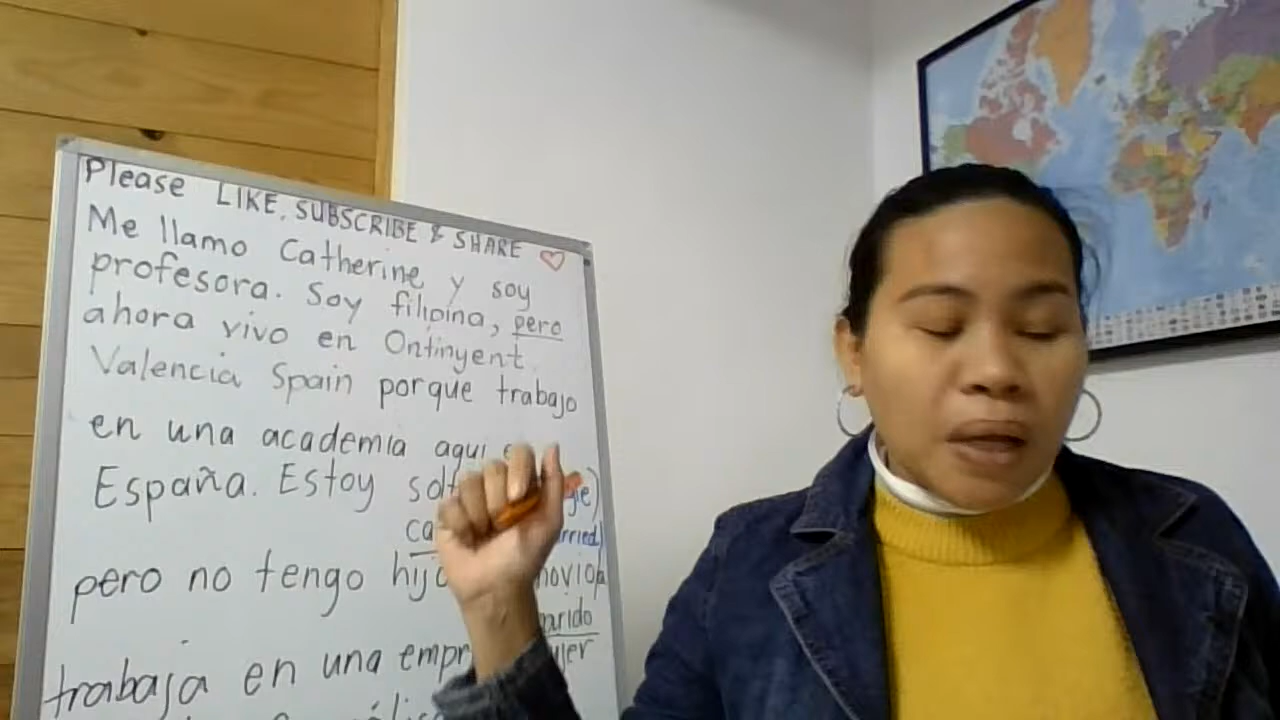 Please LIKE, SUBSCRIBE & SHARE
Me llamo Catherine y soy
profesora. Soy filipina, pero
ahora vivo en Ontinyent
Valencia Spain porque trabajo
en una academia aquí
España. Estoy
pero no tengo
trabaja en una